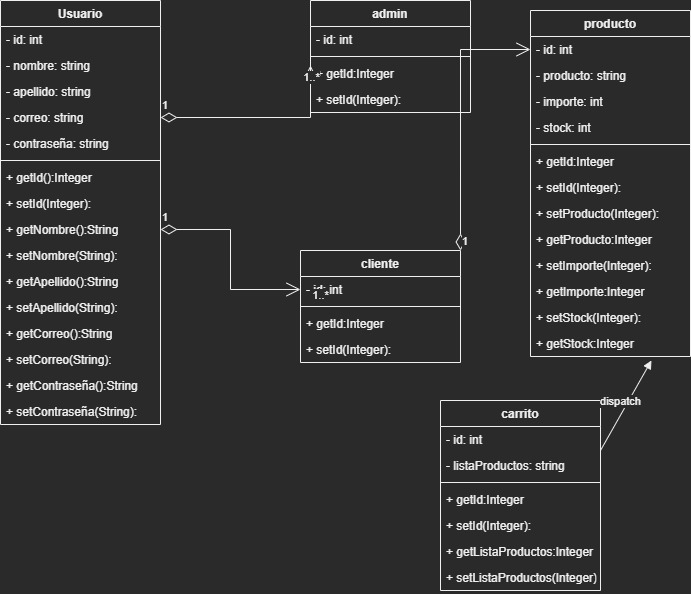 Usuario
- id: int
- nombre: string
- apellido: string
- correo: string
- contraseña: string
+ getId():Integer
+ setId(Integer):
+ getNombre():String
+ setNombre(String):
+ getApellido():String
+ setApellido(String):
+ getCorreo():String
+ setCorreo(String):
+ getContraseña():String
+ setContraseña(String):
1
1
admin
- id: int
+ getId:Integer
+ setId(Integer):
1..*
cliente
- id: int
1..*
+ getId:Integer
+ setId(Integer):
1
producto
- id: int
- producto: string
- importe: int
- stock: int
+ getId:Integer
+ setId(Integer):
+ setProducto(Integer):
+ getProducto:Integer
+ setImporte(Integer):
+ getImporte:Integer
+ setStock(Integer):
+ getStock:Integer
dispatch
carrito
- id: int
- listaProductos: string
+ getId:Integer
+ setId(Integer):
+ getListaProductos:Integer
+ setListaProductos(Integer)